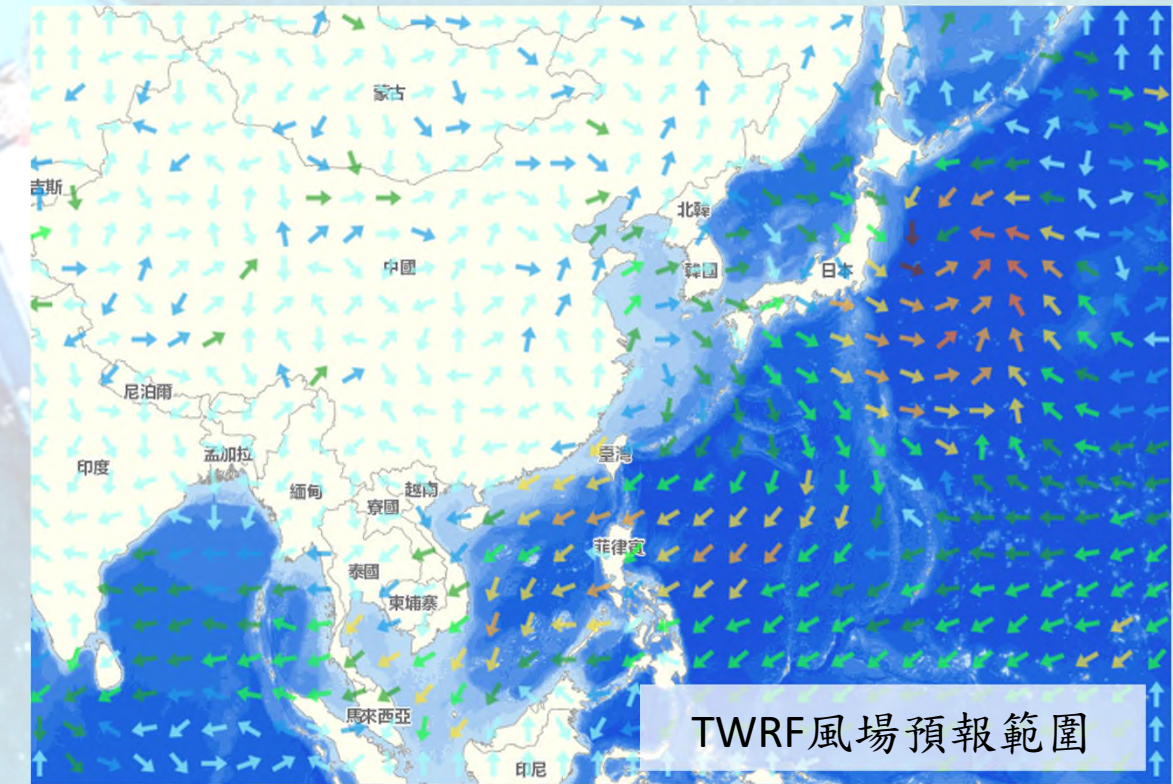 蒙古
吉斯
北韓
中國
韓國
日本
尼泊爾
孟加拉
印度
臺灣
緬甸
越南
寮國
菲律賓
泰國
柬埔寨
馬來西亞
TWRF風場預報範圍
印尼